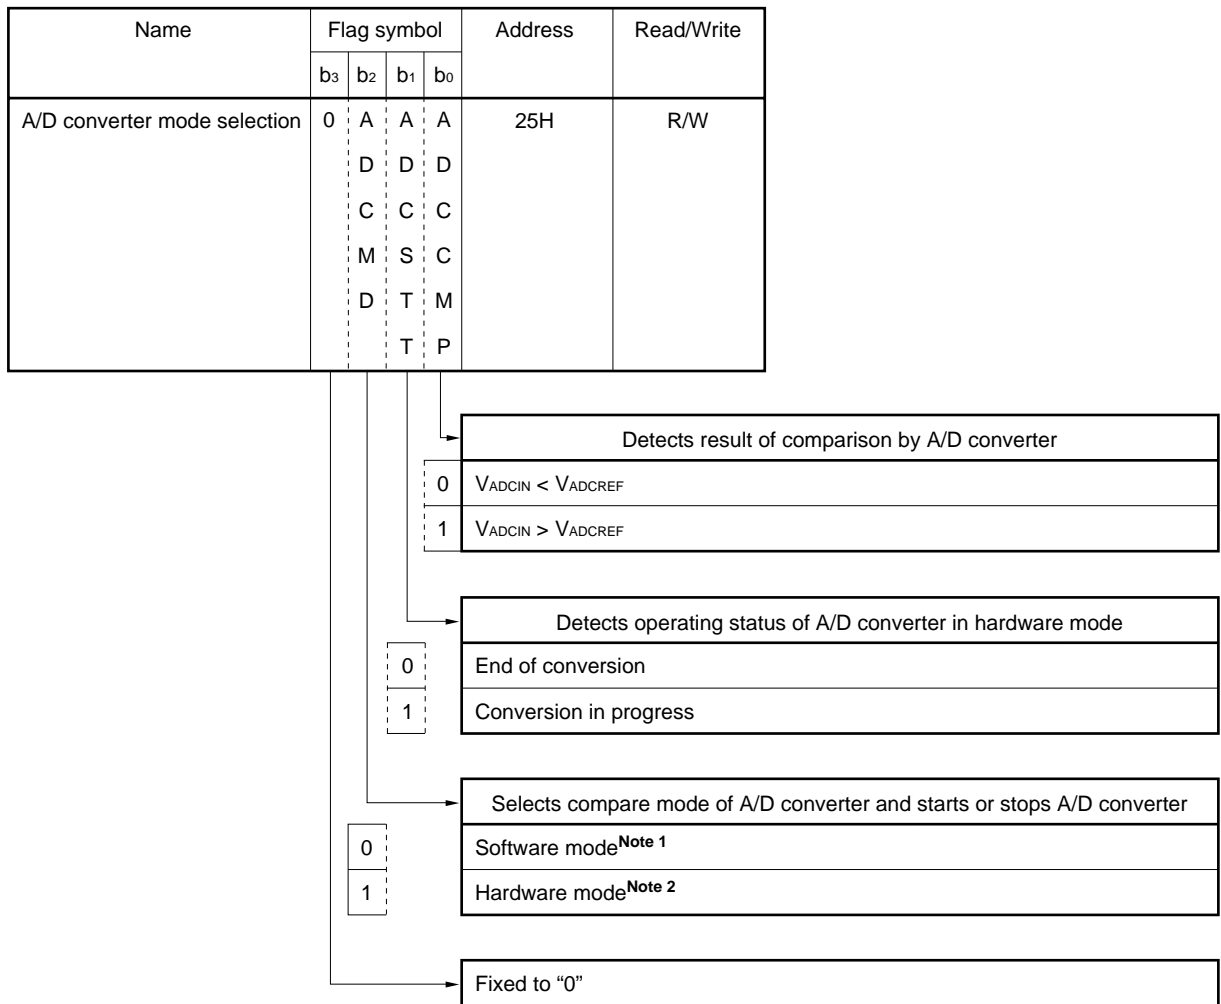 Name Flag symbol Address Read/Write
b3 b2 b1 b0
A/D converter mode selection 0 A A A 25H R/W
D D D
C C C
M S C
D T M
T P
Detects result of comparison by A/D converter
0 VADCIN < VADCREF
1 VADCIN > VADCREF
Detects operating status of A/D converter in hardware mode
0 End of conversion
1 Conversion in progress
Selects compare mode of A/D converter and starts or stops A/D converter
0 Software modeNote 1
1 Hardware modeNote 2
Fixed to “0”